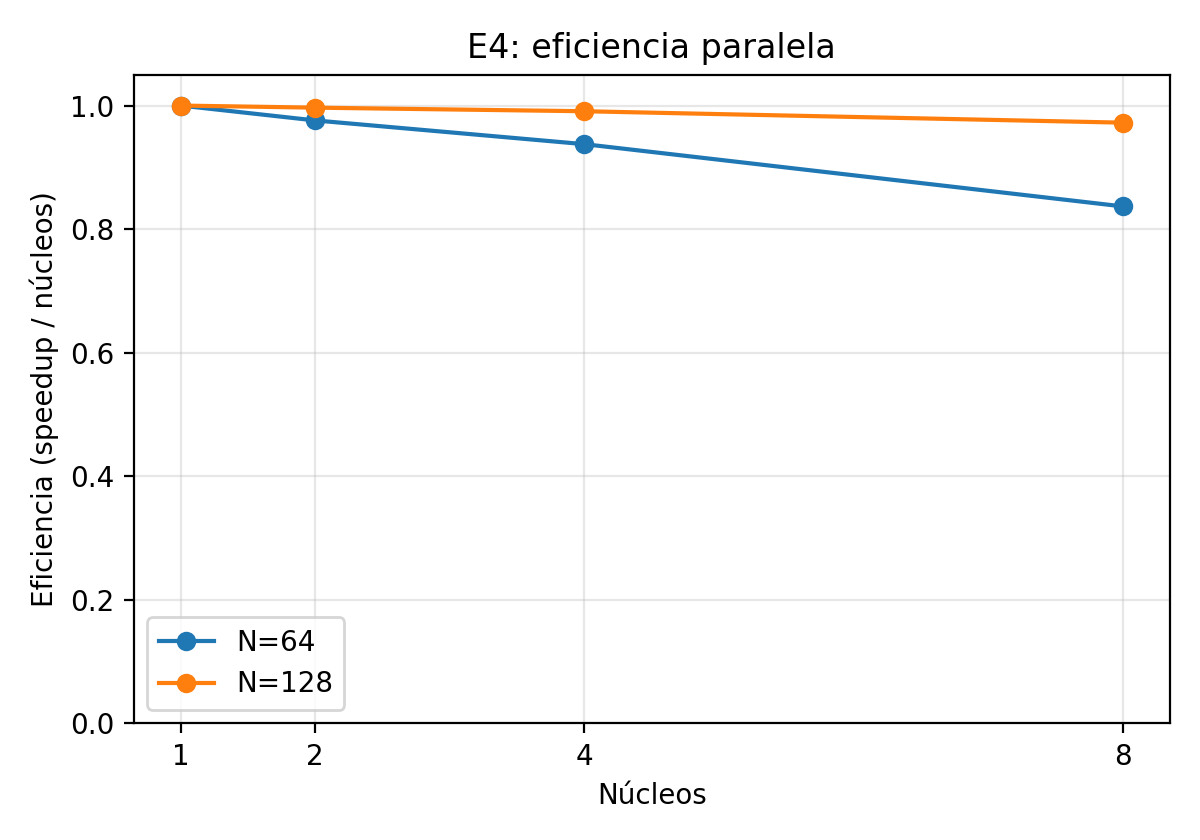 E4: eficiencia paralela
Eficiencia (speedup / núcleos)
1.0
0.8
0.6
0.4
0.2
0.0
N=64
N=128
1 2 4 8
Núcleos